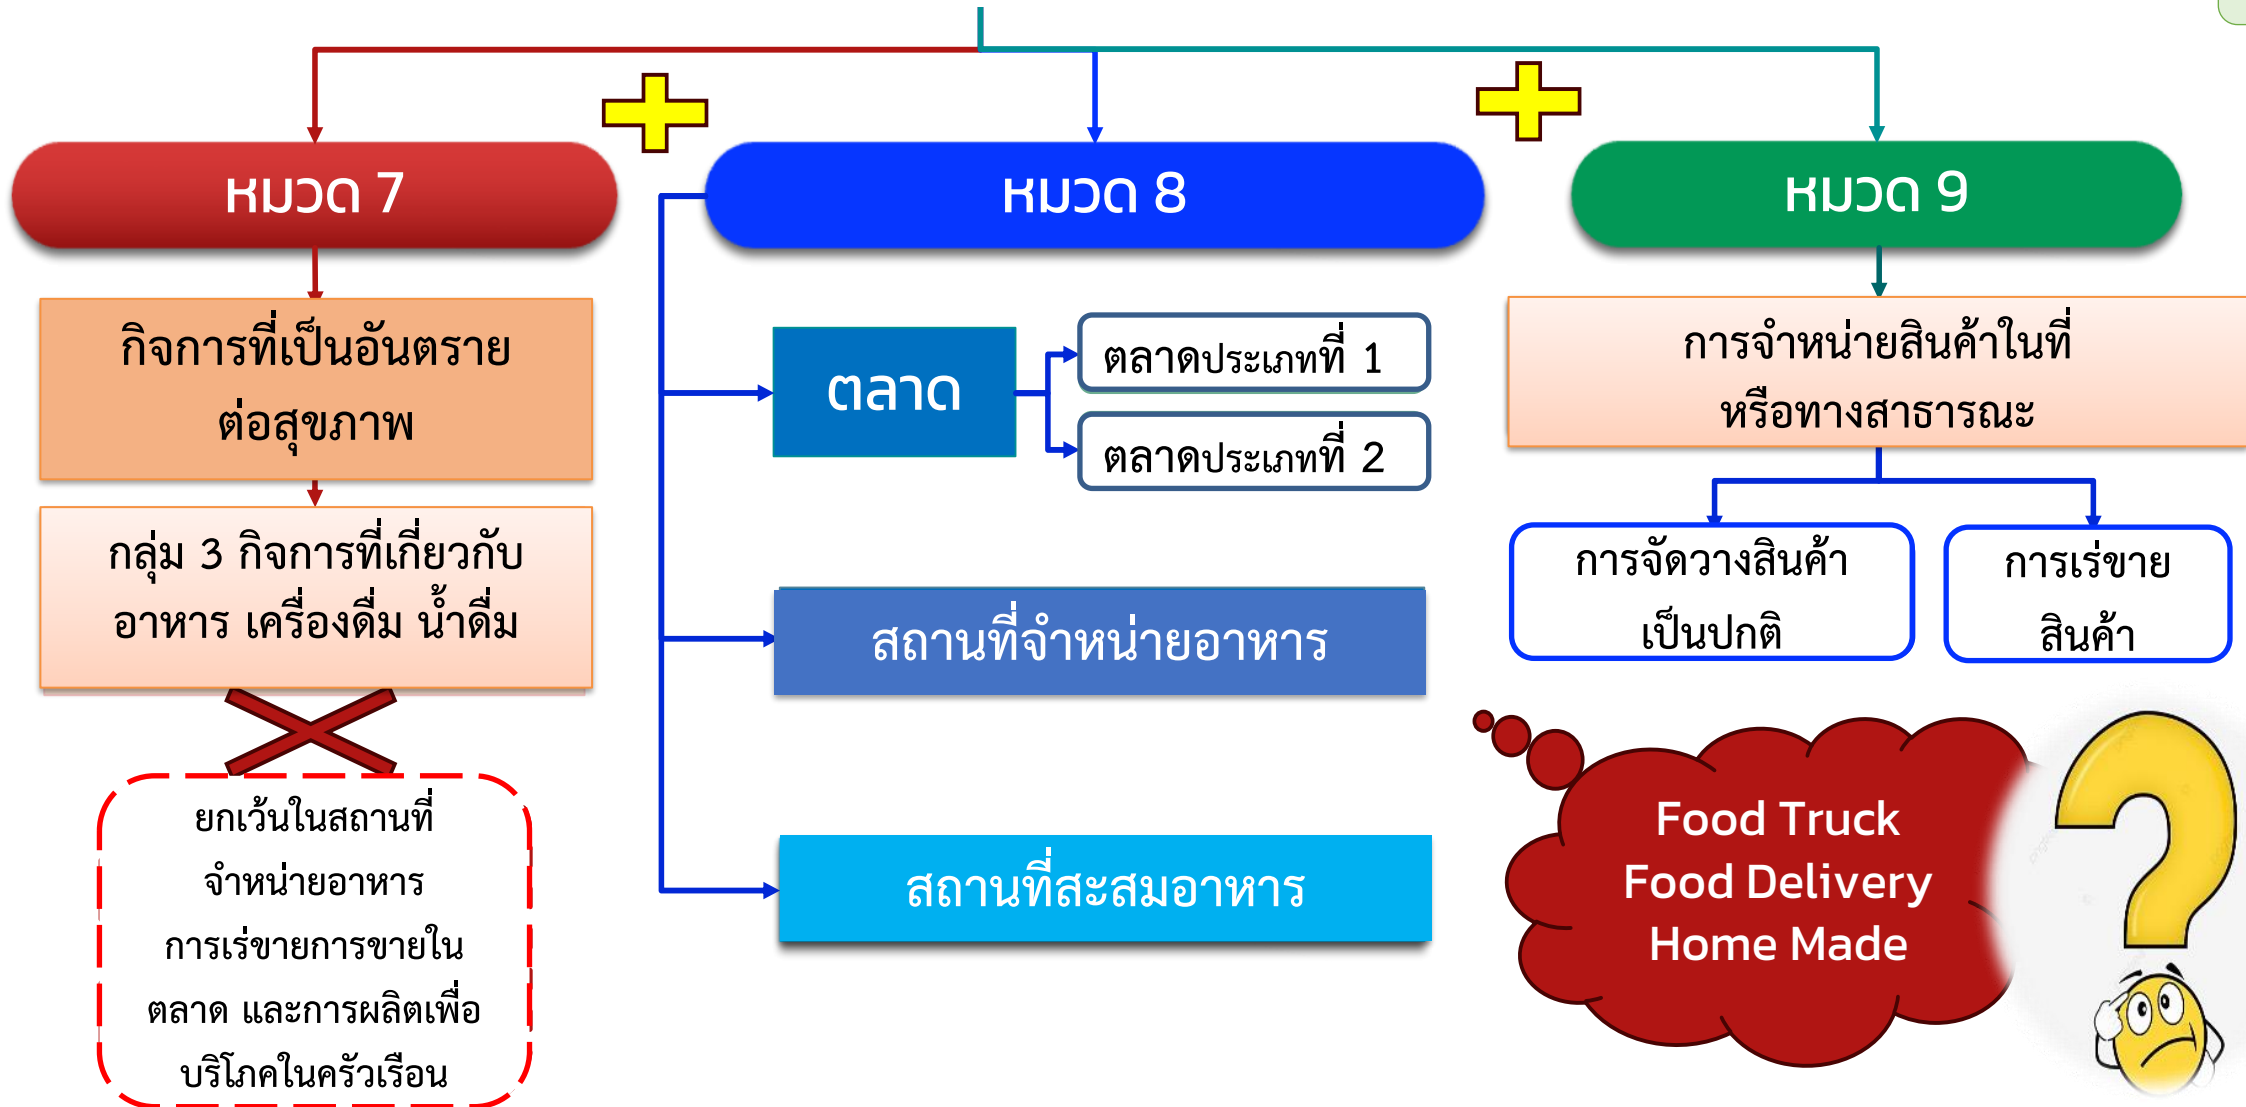 หมวด 7
หมวด 8
หมวด 9
กิจการที่เป็นอันตราย
ต่อสุขภาพ
กลุ่ม 3 กิจการที่เกี่ยวกับ
อาหาร เครื่องดื่ม น้ำดื่ม
ยกเว้นในสถานที่
จำหน่ายอาหาร
การเร่ขายการขายใน
ตลาด และการผลิตเพื่อ
บริโภคในครัวเรือน
ตลาด
ตลาดประเภทที่ 1
ตลาดประเภทที่ 2
สถานที่จำหน่ายอาหาร
สถานที่สะสมอาหาร
การจำหน่ายสินค้าในที่
หรือทางสาธารณะ
การจัดวางสินค้า
เป็นปกติ
การเร่ขาย
สินค้า
Food Truck
Food Delivery
Home Made